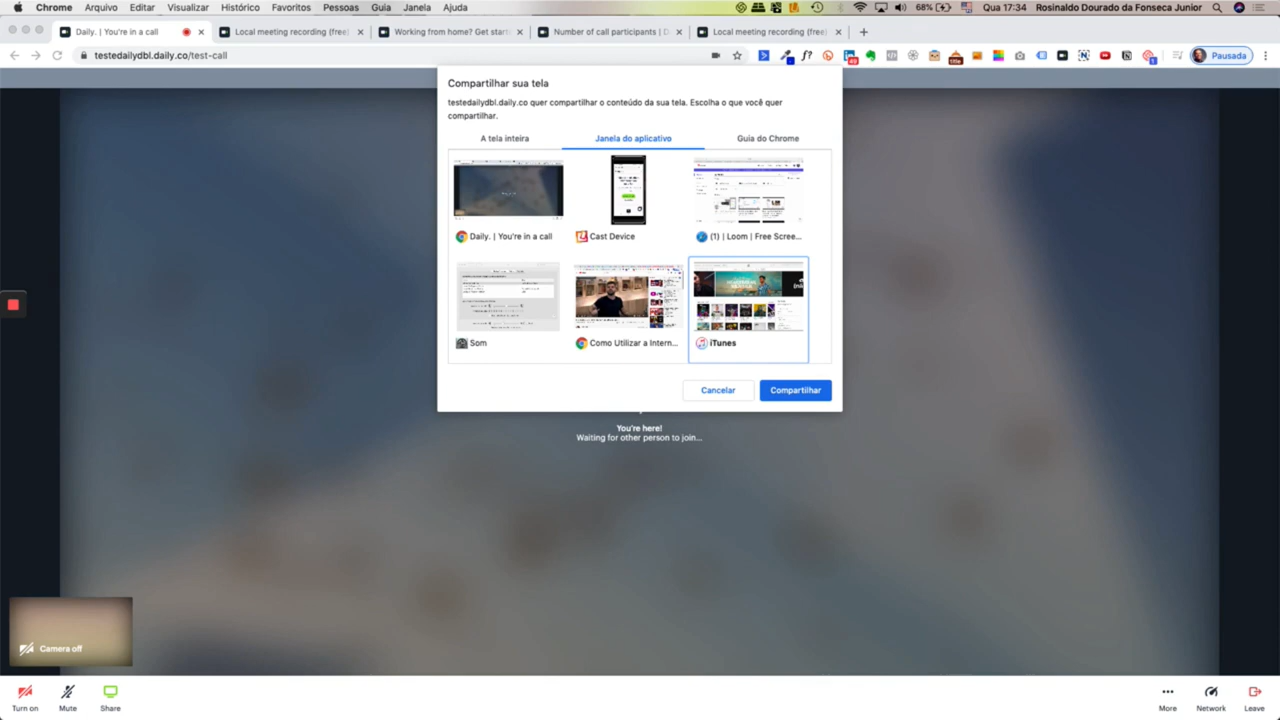 Chrome Arquivo Editar Visualizar Histórico Favoritos Pessoas Guia Janela Ajuda 68% Qua 17:34 Rosinaldo Dourado da Fonseca Junior
Daily. | You're in a call
Local meeting recording (free)
Working from home? Get start
Number of call participants | D
Local meeting recording (free)
testedailydbl.daily.co/test-call
f?
Pausada
Compartilhar sua tela
testedailydbl.daily.co quer compartilhar o conteúdo da sua tela. Escolha o que você quer
compartilhar.
A tela inteira Janela do aplicativo Guia do Chrome
Daily. | You're in a call Cast Device (1) | Loom | Free Scree...
Som Como Utilizar a Intern... iTunes
Cancelar Compartilhar
You're here!
Waiting for other person to join...
Camera off
Turn on Mute Share More Network Leave